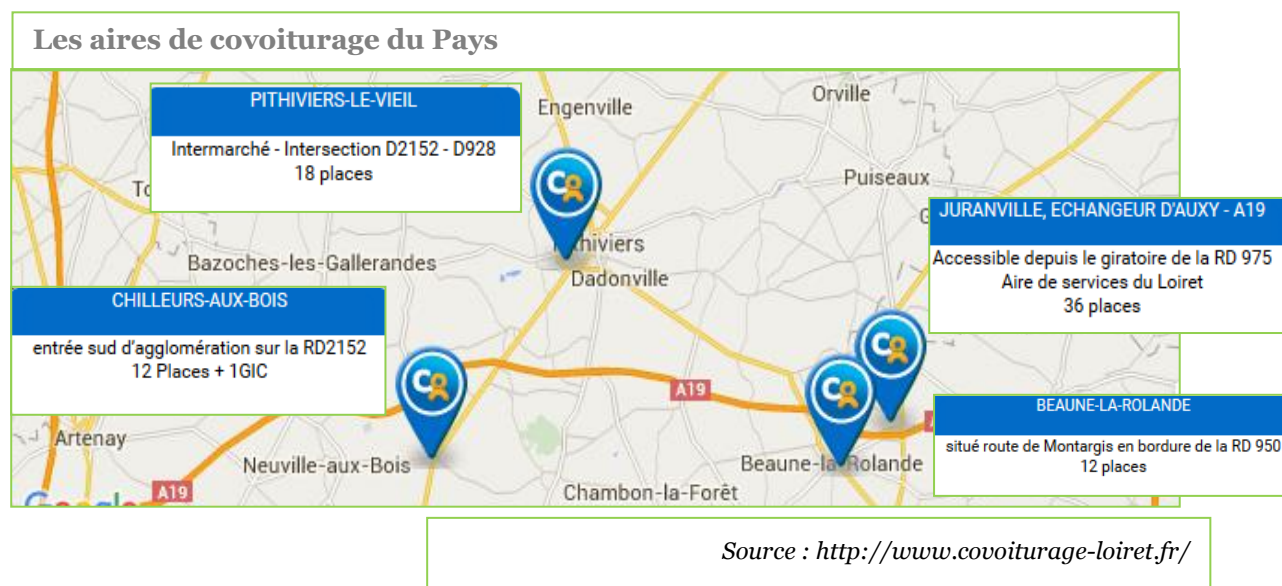 Les aires de covoiturage du Pays
PITHIVIERS-LE-VIEIL
Intermarché - Intersection D2152 - D928
18 places
Engenville
Orville
Puiseaux
JURANVILLE, ECHANGEUR D'AUXY - A19
Accessible depuis le giratoire de la RD 975
Aire de services du Loiret
36 places
Bazoches-les-Gallerandes
Dadonville
CHILLEURS-AUX-BOIS
entrée sud d'agglomération sur la RD2152
12 Places + 1GIC
A19
BEAUNE-LA-ROLANDE
situé route de Montargis en bordure de la RD 950
12 places
Artenay
Neuville-aux-Bois
Beaune-la-Rolande
A19
Chambon-la-Forêt
Source : http://www.covoiturage-loiret.fr/